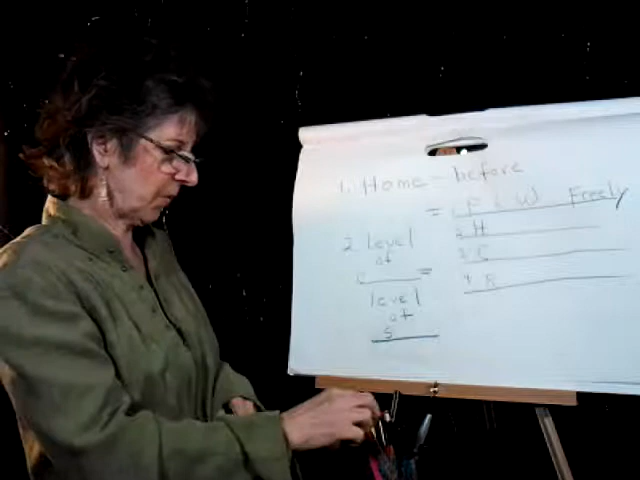 1. Home - before
= 1. F & W Freely
2 H
3 C
4 R
2 level
of
C =
level
of
S